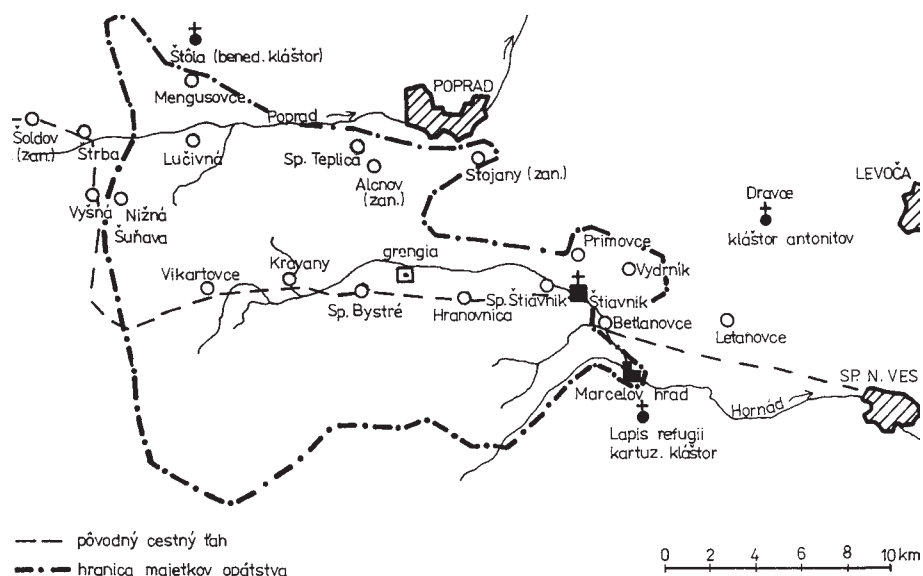 Štôla (bened. kláštor)
Mengusovce
POPRAD
Poprad
Šoldov
(zan.)
Štrba
Lučivná
Sp. Teplica
Alcnov
(zan.)
Stojany (zan.)
LEVOČA
Dravce
kláštor antonitov
Vyšná
Nižná
Šuňava
Primovce
Vydrník
grengia
Kravany
Vikartovce
Sp. Bystré
Hranovnica
Sp. Štiavnik
Štiavnik
Betlanovce
Letanovce
SP. N. VES
Marcelov hrad
Hornád
Lapis refugii
kartuz. kláštor
pôvodný cestný ťah
hranica majetkov opátstva
0 2 4 6 8 10 km